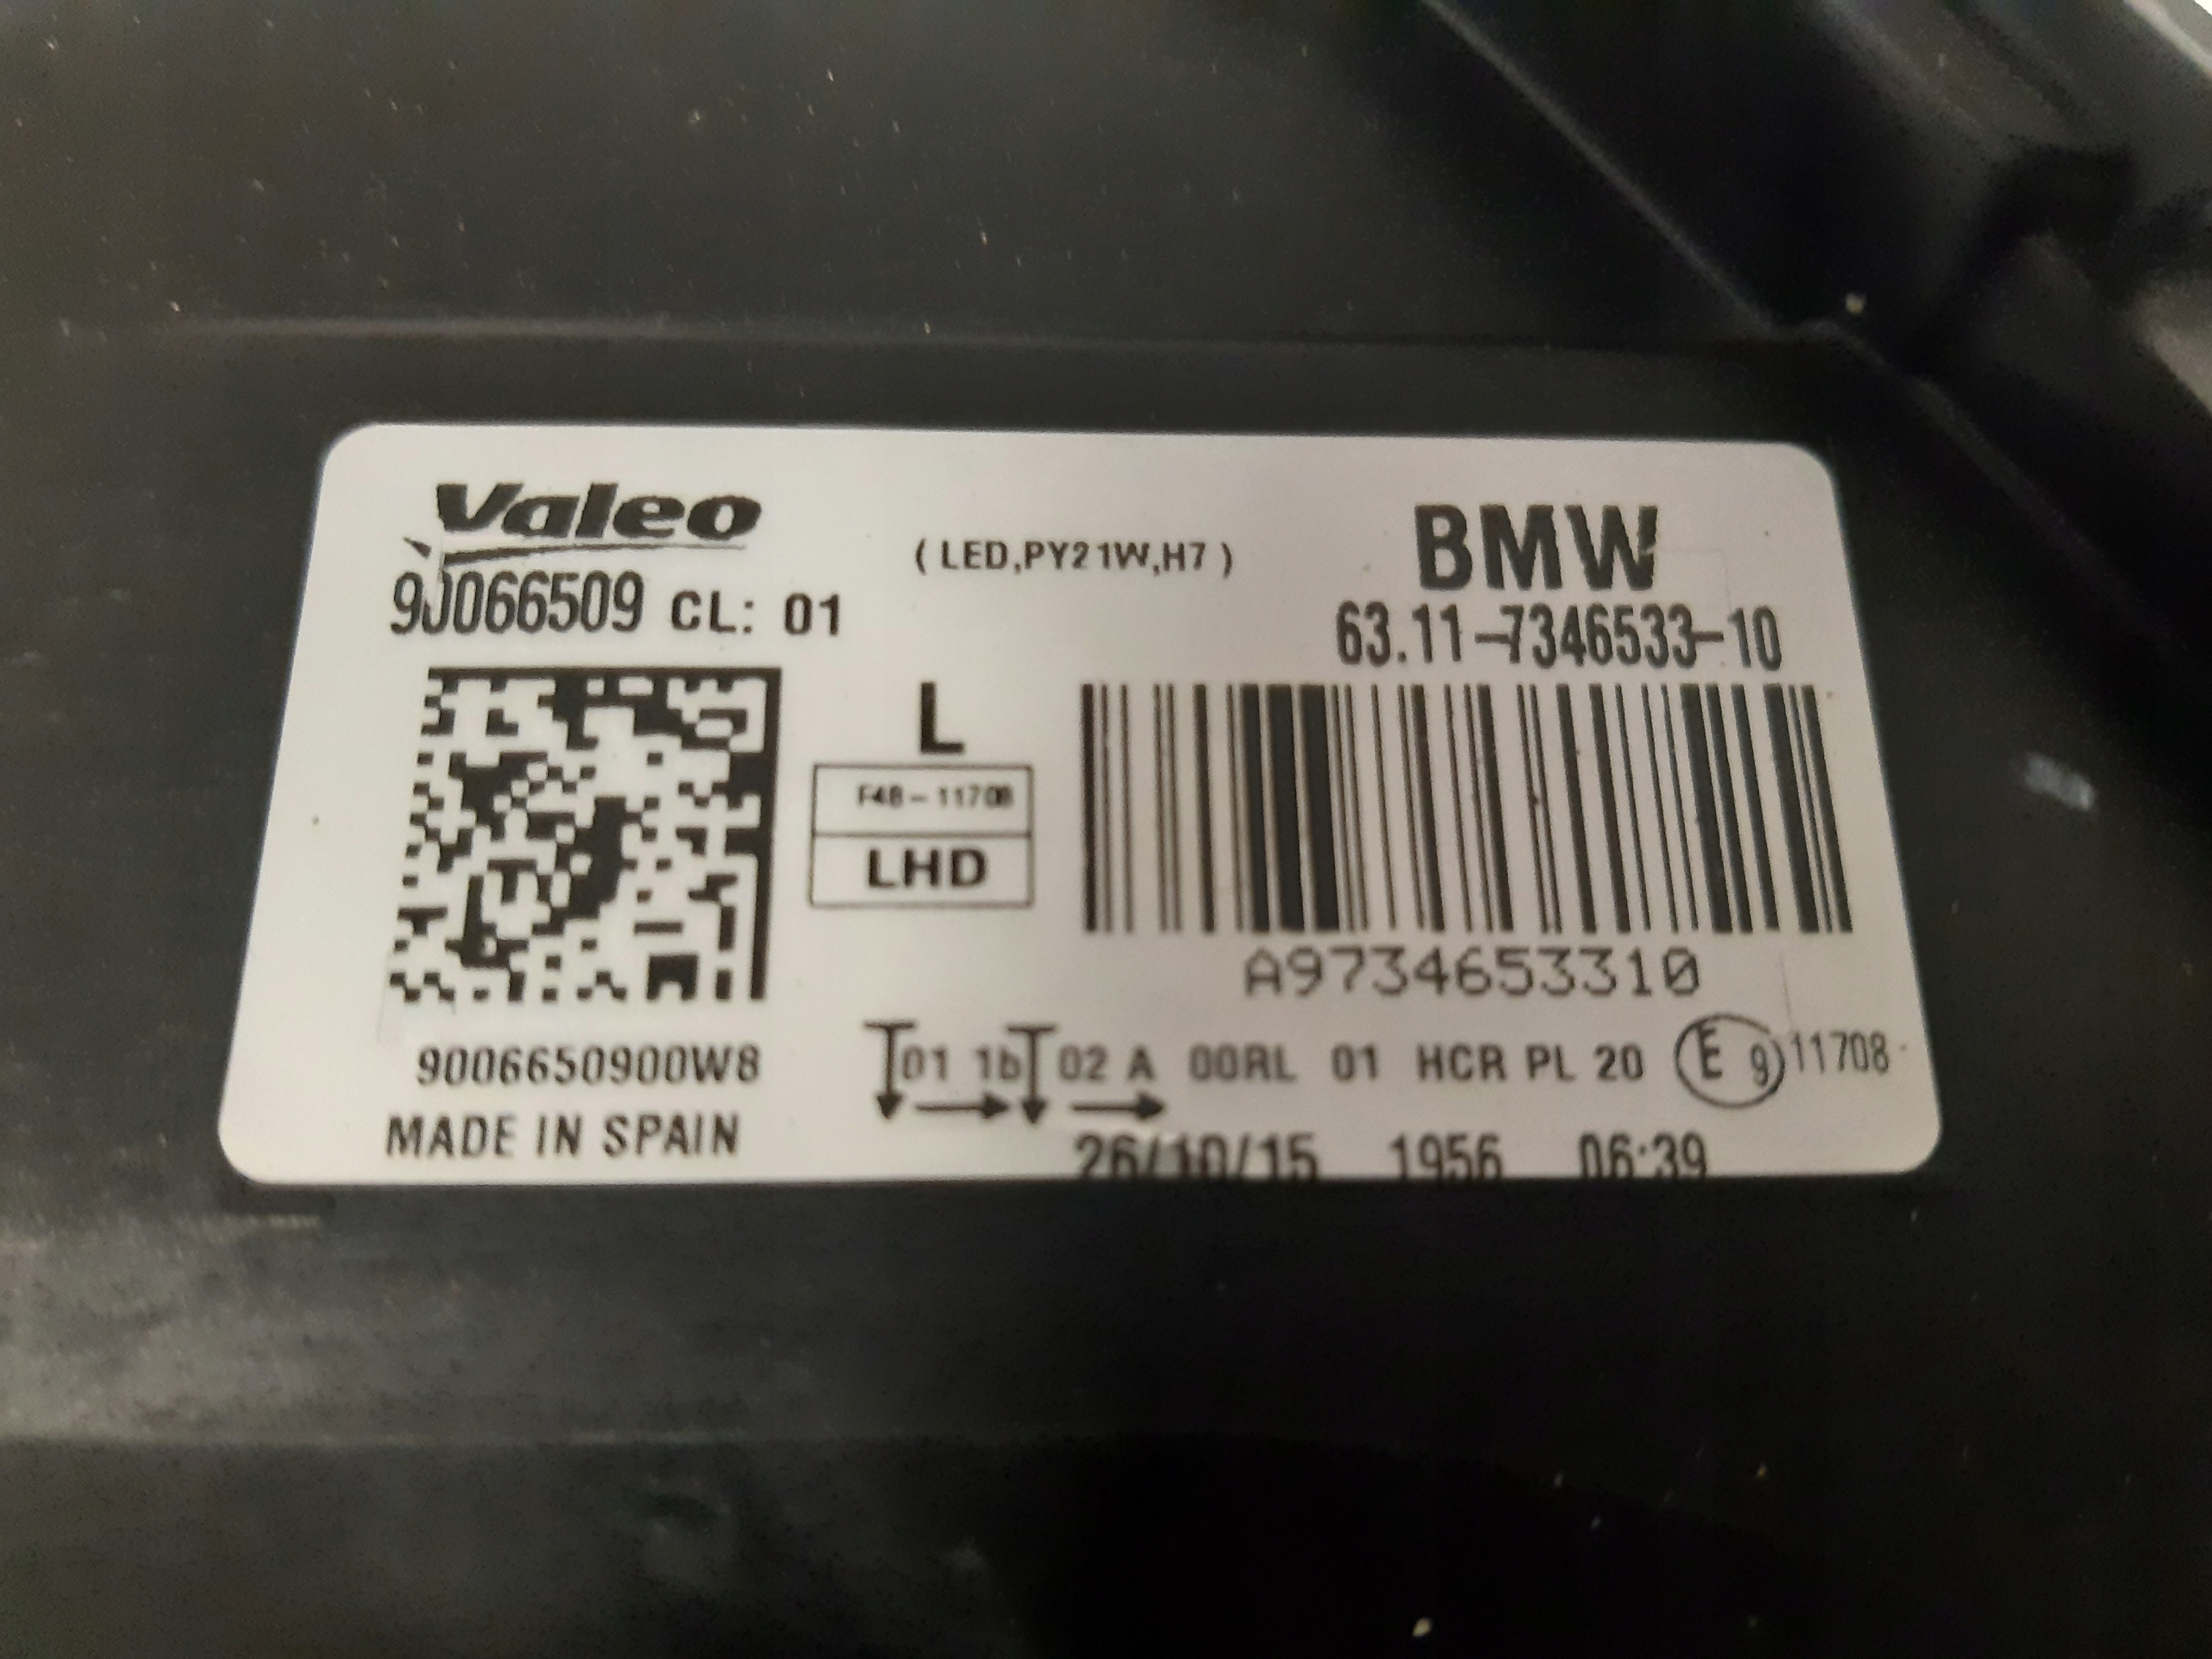 Valeo
( LED,PY21W,H7 )
BMW
90066509 CL: 01
63.11-7346533-10
L
F48-11708
LHD
A9734653310
9006650900W8
01 1b 02 A 00RL 01 HCR PL 20 E 9 11708
MADE IN SPAIN
26/10/15 1956 06:39